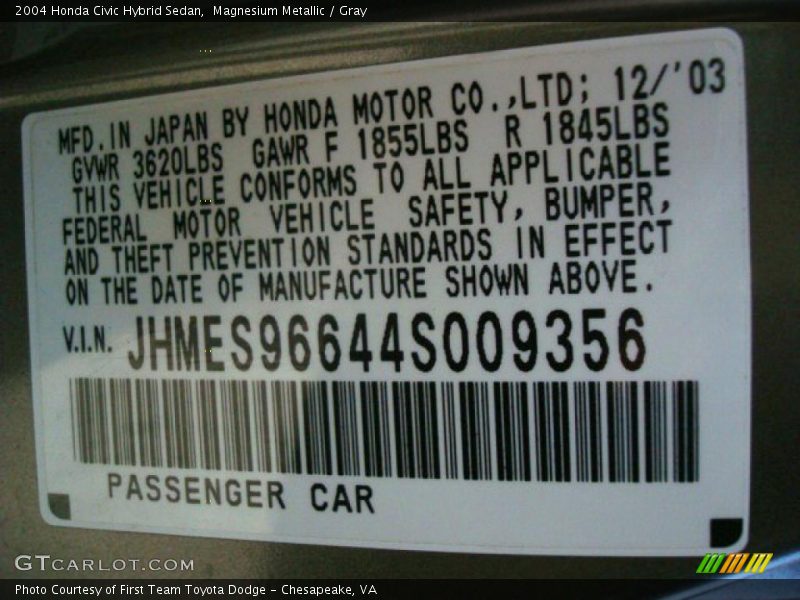 2004 Honda Civic Hybrid Sedan, Magnesium Metallic / Gray
MFD.IN JAPAN BY HONDA MOTOR CO.,LTD; 12/'03
GVWR 3620LBS GAWR F 1855LBS R 1845LBS
THIS VEHICLE CONFORMS TO ALL APPLICABLE
FEDERAL MOTOR VEHICLE SAFETY, BUMPER,
AND THEFT PREVENTION STANDARDS IN EFFECT
ON THE DATE OF MANUFACTURE SHOWN ABOVE.
V.I.N. JHMES96644S009356
PASSENGER CAR
GTCARLOT.COM
Photo Courtesy of First Team Toyota Dodge - Chesapeake, VA